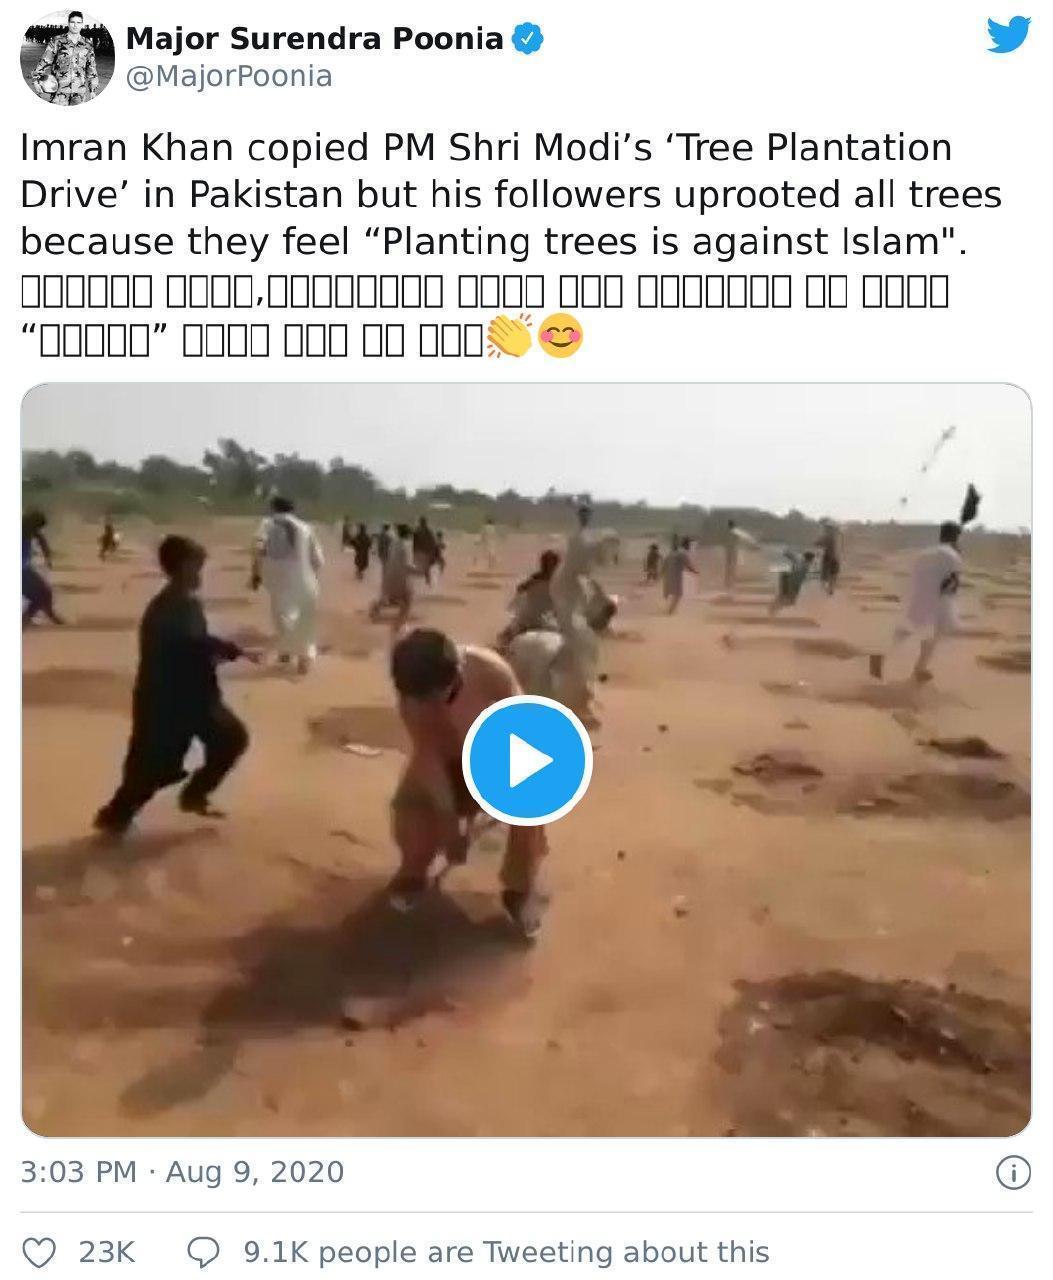 Major Surendra Poonia
@MajorPoonia
Imran Khan copied PM Shri Modi’s ‘Tree Plantation
Drive’ in Pakistan but his followers uprooted all trees
because they feel “Planting trees is against Islam".
3:03 PM · Aug 9, 2020
23K
9.1K people are Tweeting about this